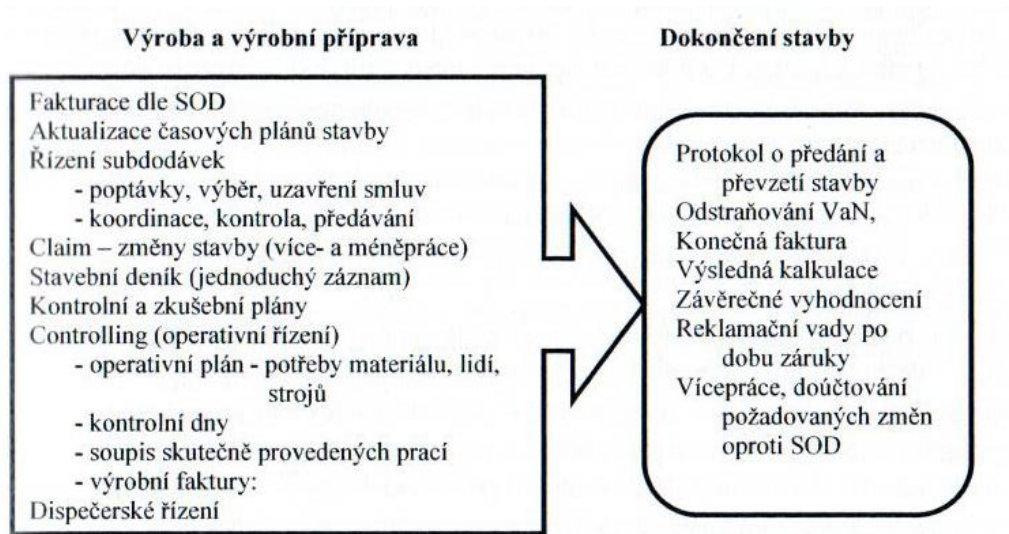 Výroba a výrobní příprava
Fakturace dle SOD
Aktualizace časových plánů stavby
Řízení subdodávek
- poptávky, výběr, uzavření smluv
- koordinace, kontrola, předávání
Claim – změny stavby (více- a méněpráce)
Stavební deník (jednoduchý záznam)
Kontrolní a zkušební plány
Controlling (operativní řízení)
- operativní plán - potřeby materiálu, lidí,
strojů
- kontrolní dny
- soupis skutečně provedených prací
- výrobní faktury:
Dispečerské řízení
Dokončení stavby
Protokol o předání a
převzetí stavby
Odstraňování VaN,
Konečná faktura
Výsledná kalkulace
Závěrečné vyhodnocení
Reklamační vady po
dobu záruky
Vícepráce, doúčtování
požadovaných změn
oproti SOD